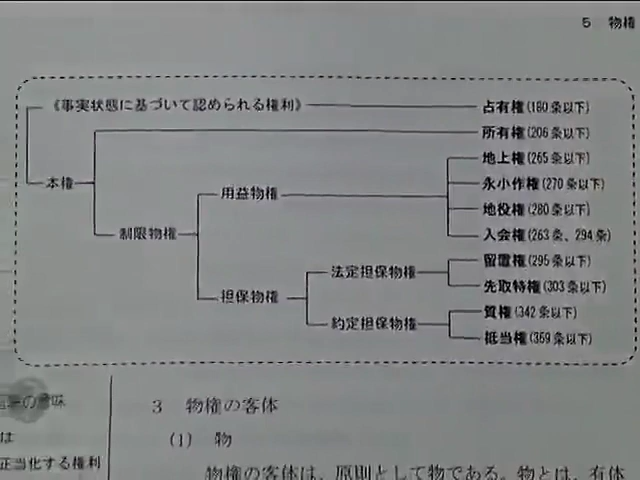 5 物権
《事実状態に基づいて認められる権利》 占有権(180条以下)
所有権(206条以下)
地上権(265条以下)
本権 永小作権(270条以下)
用益物権
地役権(280条以下)
制限物権 入会権(263条、294条)
留置権(295条以下)
法定担保物権
先取特権(303条以下)
担保物権
質権(342条以下)
約定担保物権
抵当権(369条以下)
の意味
3 物権の客体
は
(1) 物
正当化する権利
物権の客体は、原則として物である。物とは、有体